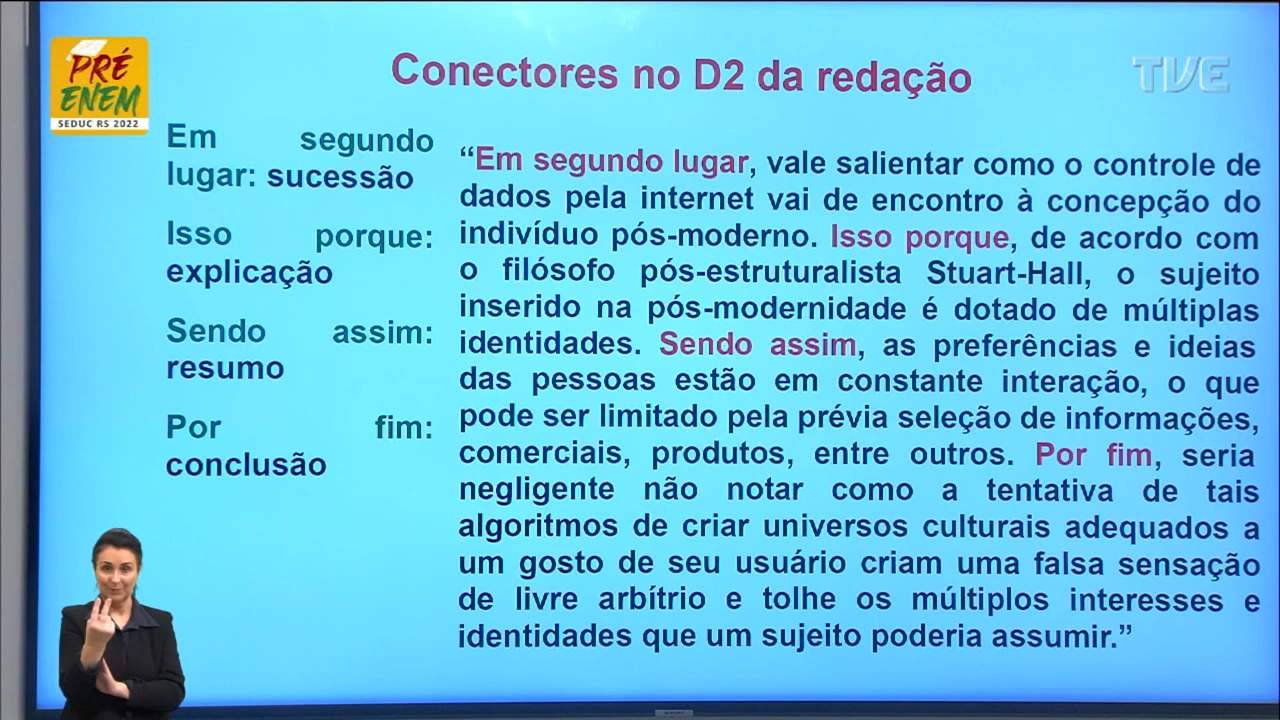 PRÉ
ENEM
SEDUC RS 2022
Conectores no D2 da redação
TVE
Em segundo
lugar: sucessão
Isso porque:
explicação
Sendo assim:
resumo
Por fim:
conclusão
“Em segundo lugar, vale salientar como o controle de
dados pela internet vai de encontro à concepção do
indivíduo pós-moderno. Isso porque, de acordo com
o filósofo pós-estruturalista Stuart-Hall, o sujeito
inserido na pós-modernidade é dotado de múltiplas
identidades. Sendo assim, as preferências e ideias
das pessoas estão em constante interação, o que
pode ser limitado pela prévia seleção de informações,
comerciais, produtos, entre outros. Por fim, seria
negligente não notar como a tentativa de tais
algoritmos de criar universos culturais adequados a
um gosto de seu usuário criam uma falsa sensação
de livre arbítrio e tolhe os múltiplos interesses e
identidades que um sujeito poderia assumir.”